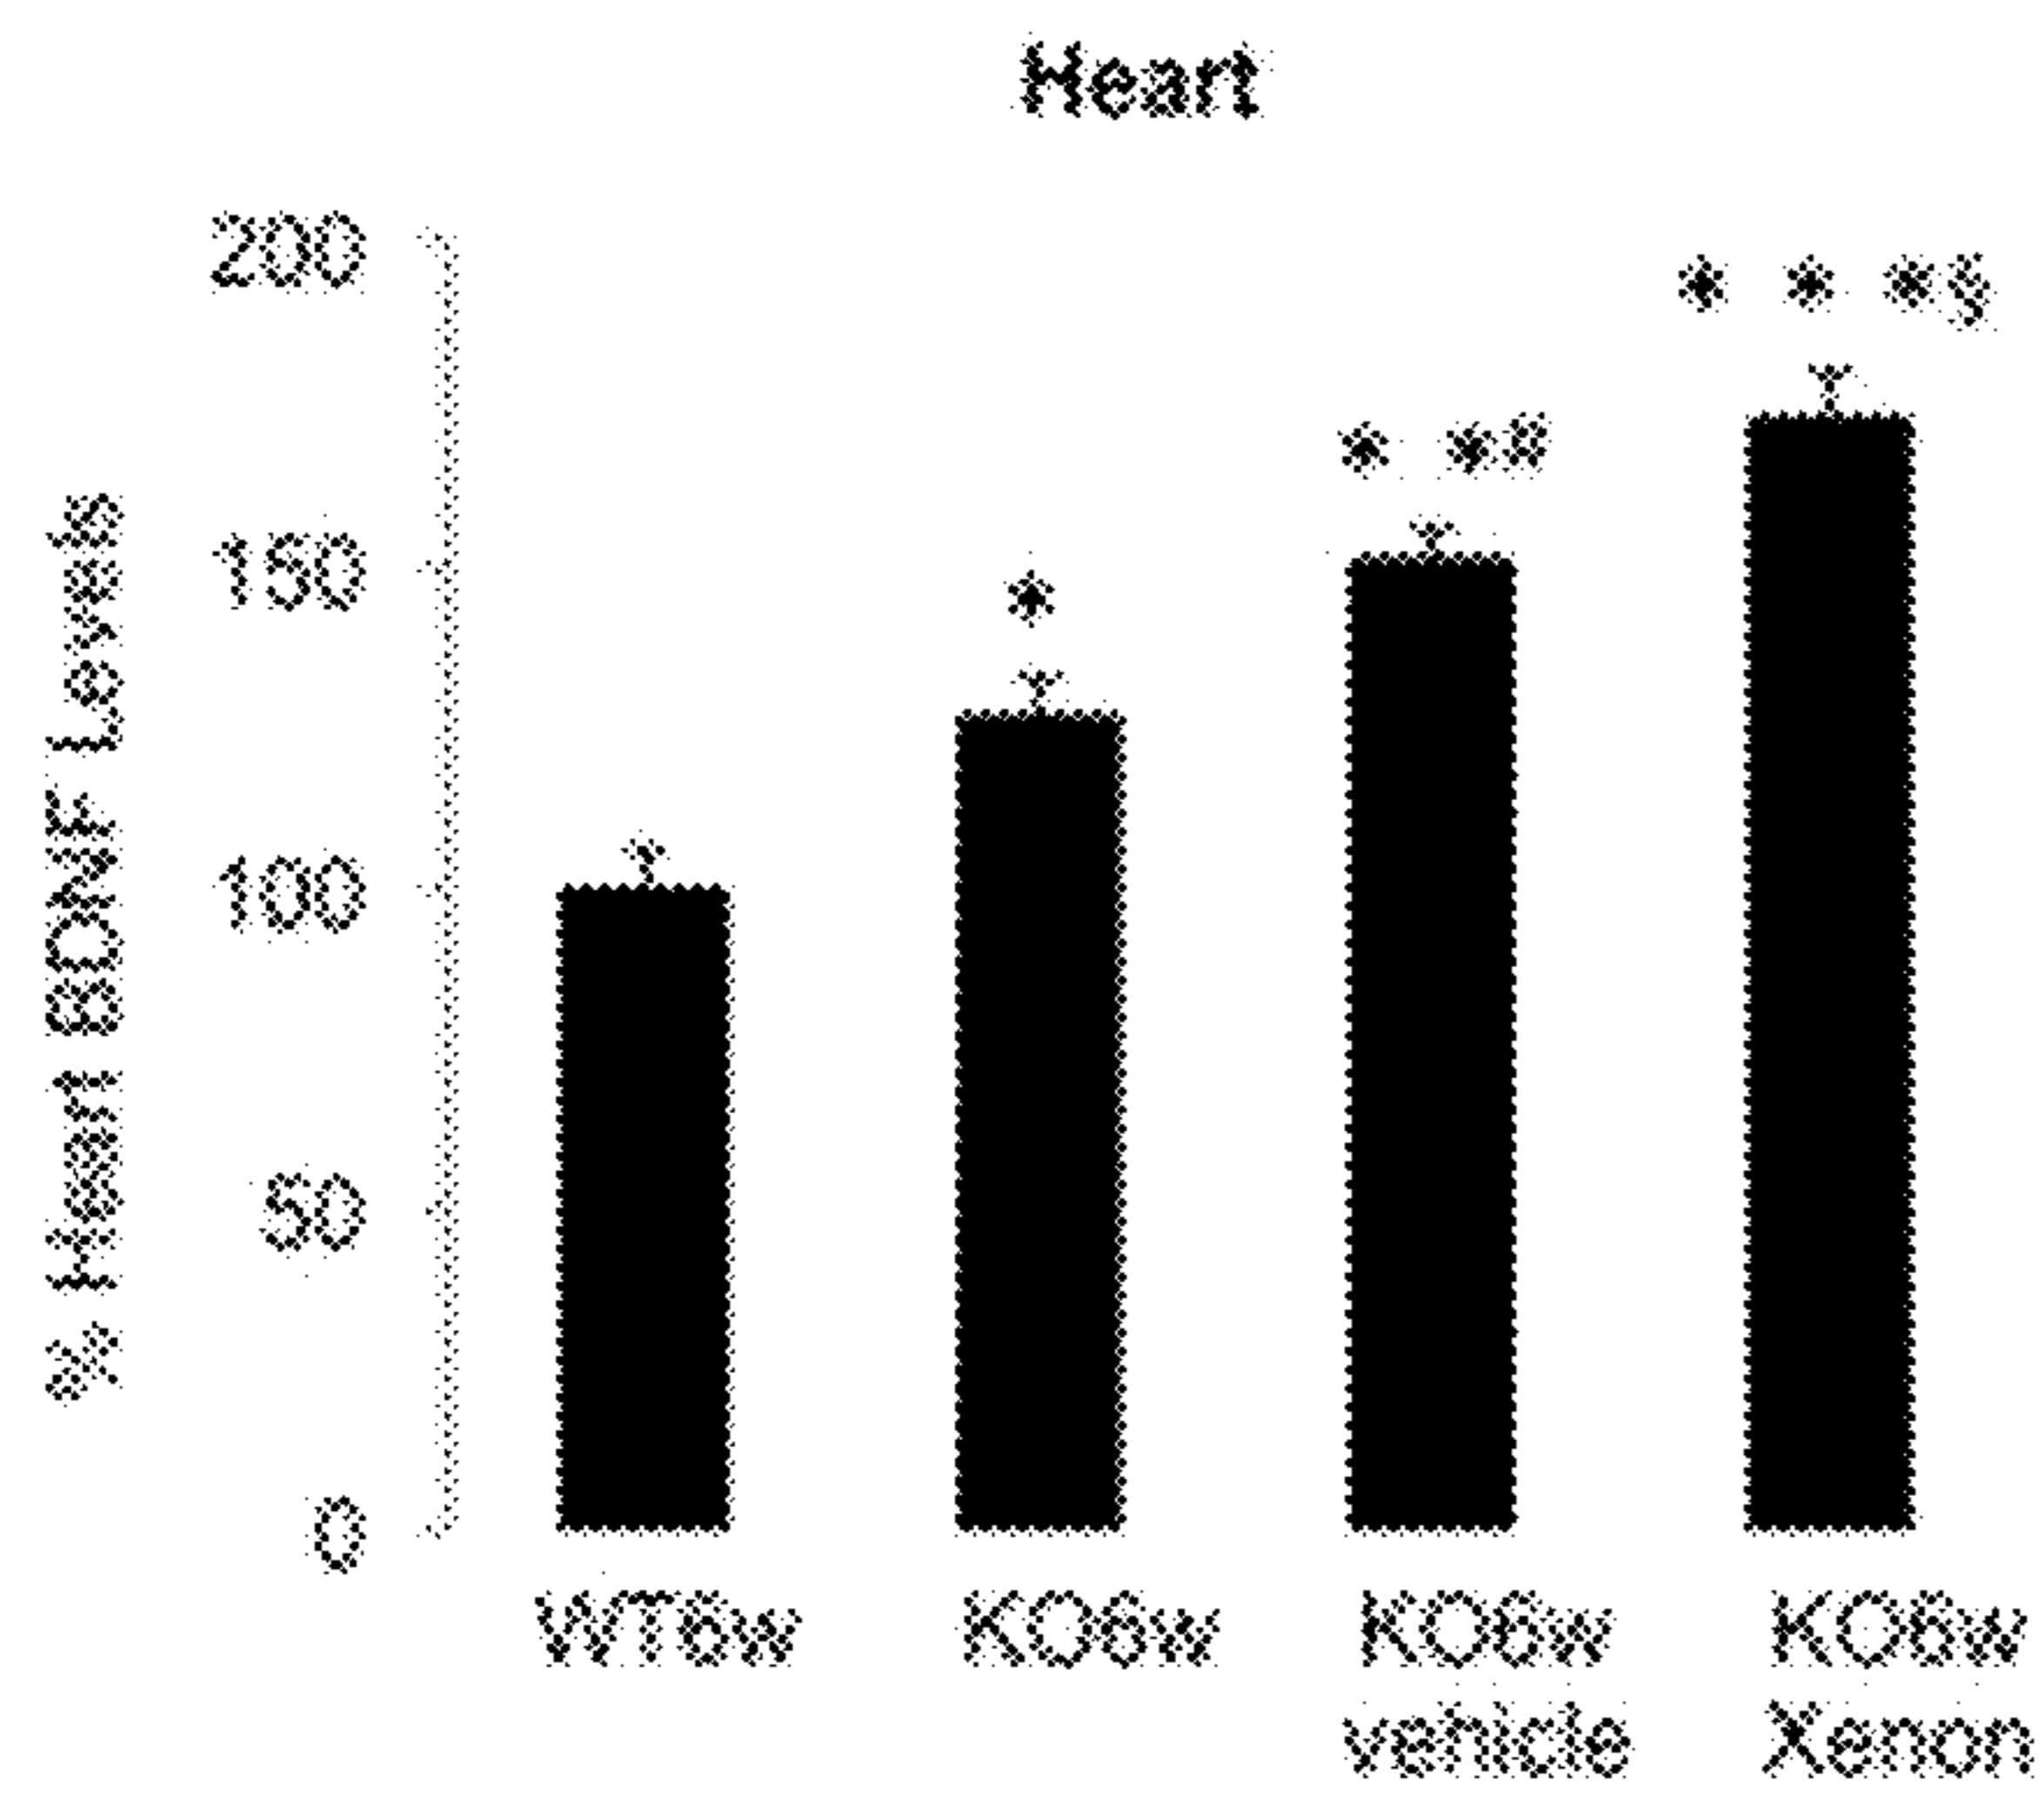 Heart
% Heart BDNF Levels
200
150
100
50
0
*
* *#
* * *§
WT6w
KO6w
KO6w vehicle
KO6w Xenon